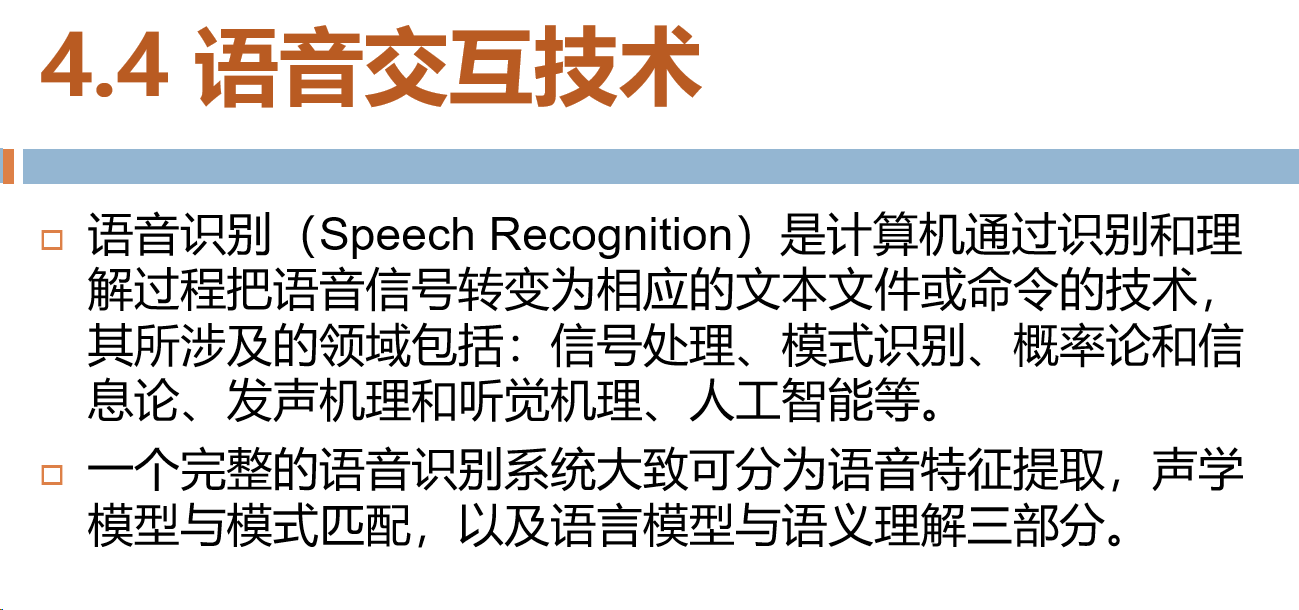 4.4 语音交互技术
语音识别（Speech Recognition）是计算机通过识别和理
解过程把语音信号转变为相应的文本文件或命令的技术，
其所涉及的领域包括：信号处理、模式识别、概率论和信
息论、发声机理和听觉机理、人工智能等。
一个完整的语音识别系统大致可分为语音特征提取，声学
模型与模式匹配，以及语言模型与语义理解三部分。